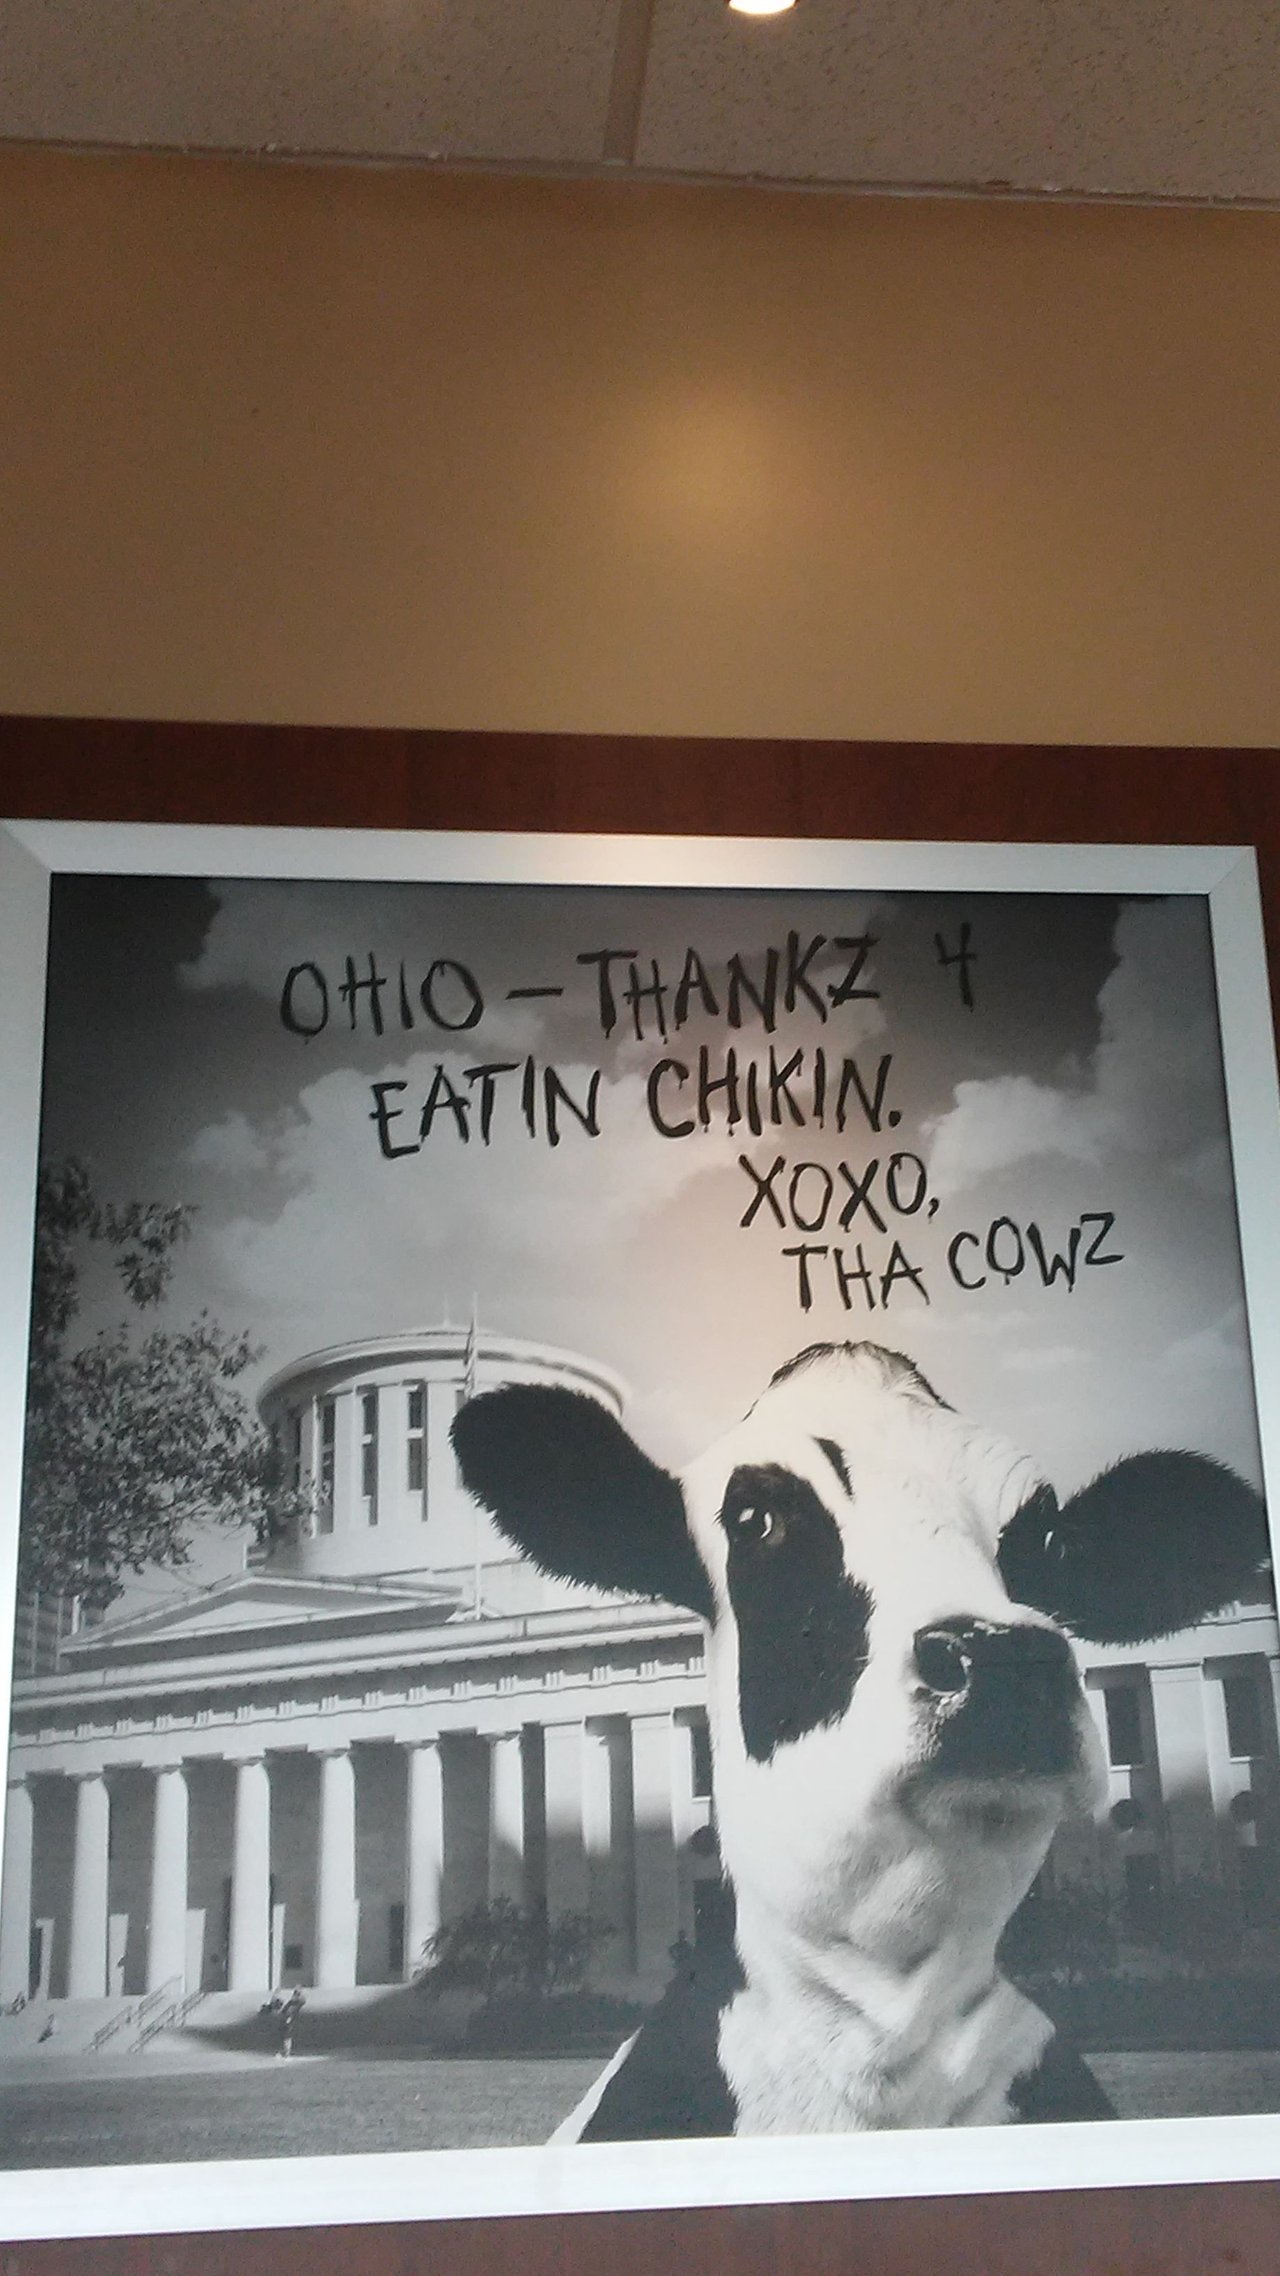 OHIO – THANKZ 4
EATIN CHIKIN.
XOXO,
THA COWZ